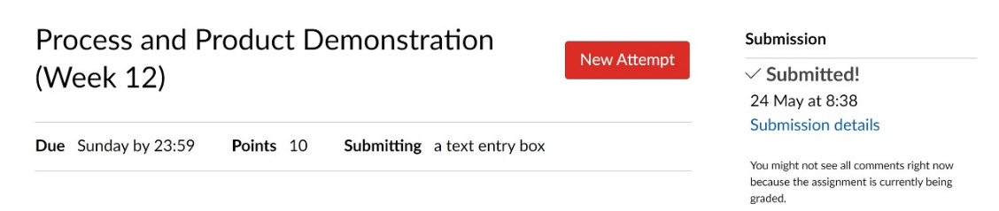 Process and Product Demonstration
(Week 12)
New Attempt
Due Sunday by 23:59 Points 10 Submitting a text entry box
Submission
✓ Submitted!
24 May at 8:38
Submission details
You might not see all comments right now
because the assignment is currently being
graded.